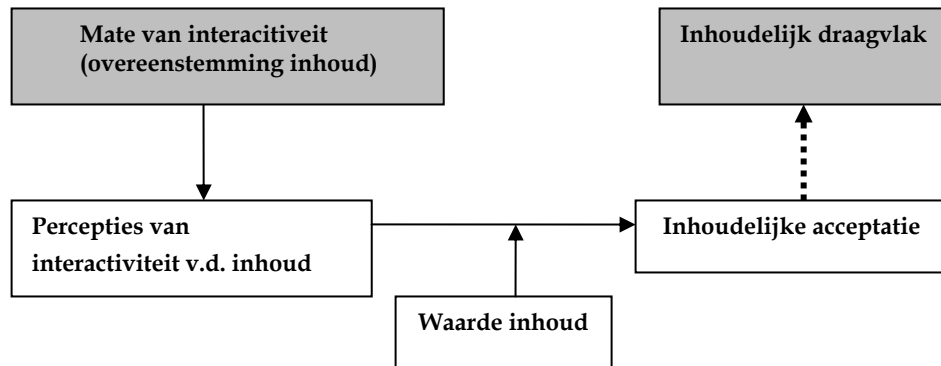 Mate van interacitiveit
(overeenstemming inhoud)
Inhoudelijk draagvlak
Percepties van
interactiviteit v.d. inhoud
Inhoudelijke acceptatie
Waarde inhoud